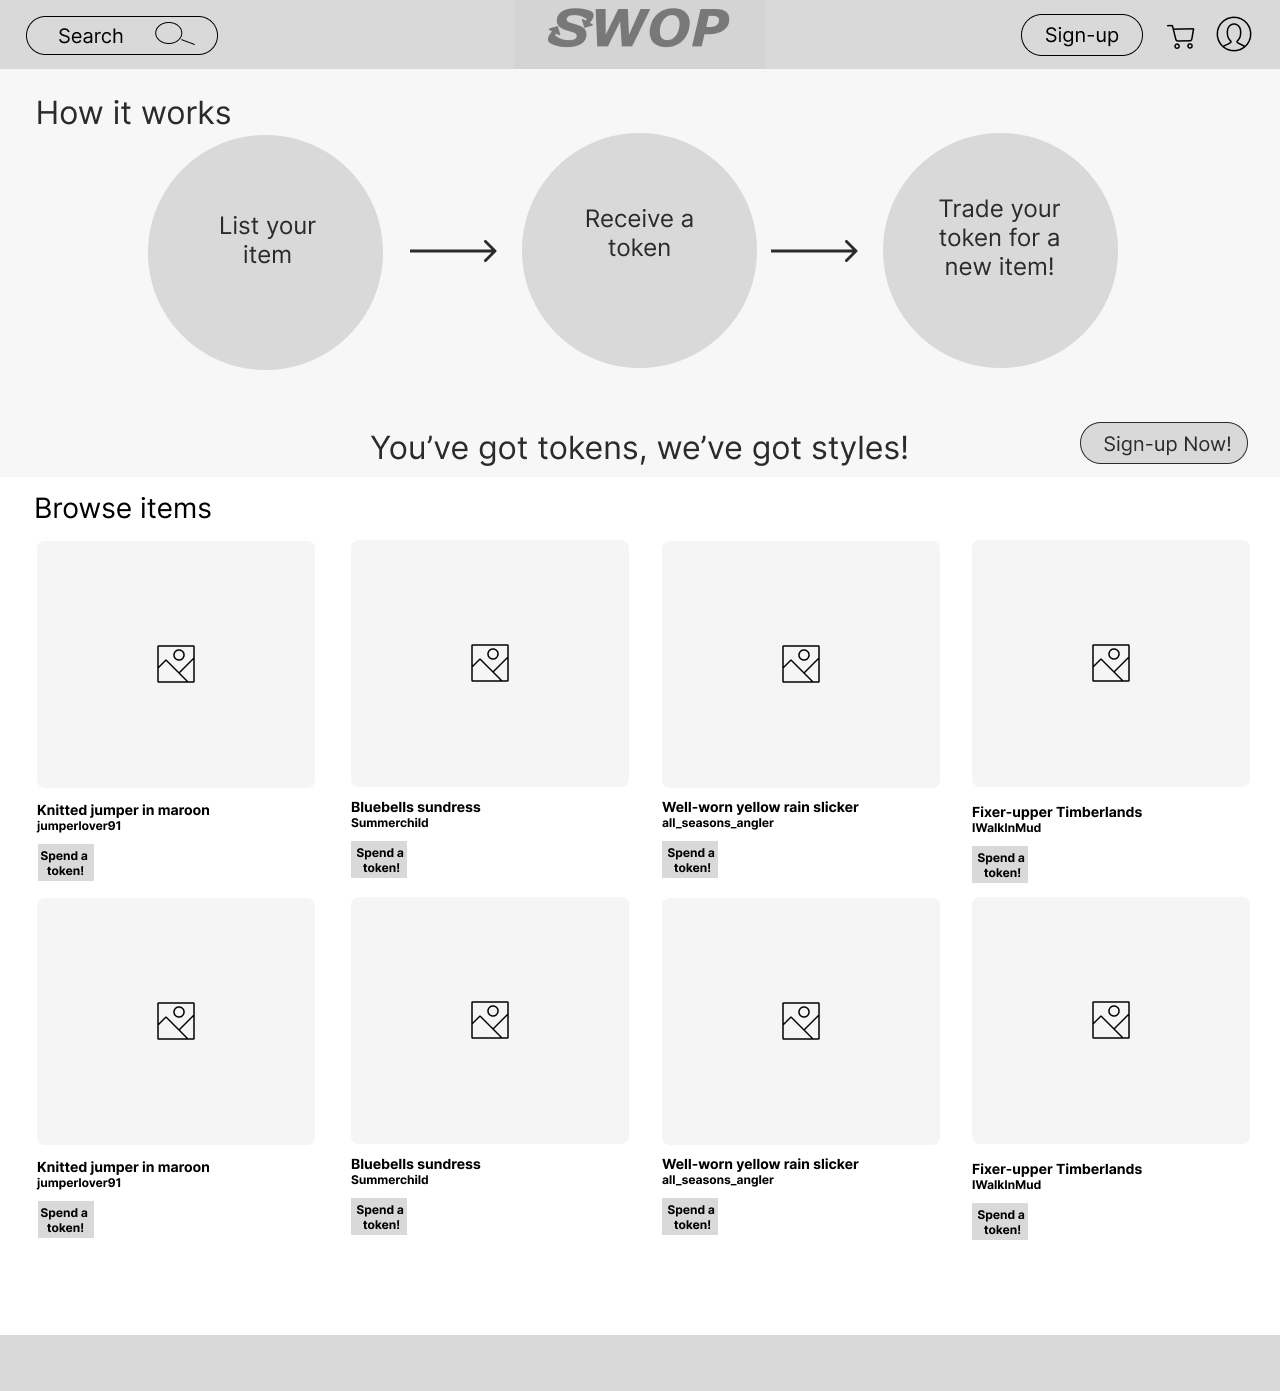 Search
SWOP
Sign-up
How it works
List your
item
Receive a
token
Trade your
token for a
new item!
You’ve got tokens, we’ve got styles!
Sign-up Now!
Browse items
Knitted jumper in maroon
jumperlover91
Spend a
token!
Bluebells sundress
Summerchild
Spend a
token!
Well-worn yellow rain slicker
all_seasons_angler
Spend a
token!
Fixer-upper Timberlands
IWalkInMud
Spend a
token!
Knitted jumper in maroon
jumperlover91
Spend a
token!
Bluebells sundress
Summerchild
Spend a
token!
Well-worn yellow rain slicker
all_seasons_angler
Spend a
token!
Fixer-upper Timberlands
IWalkInMud
Spend a
token!